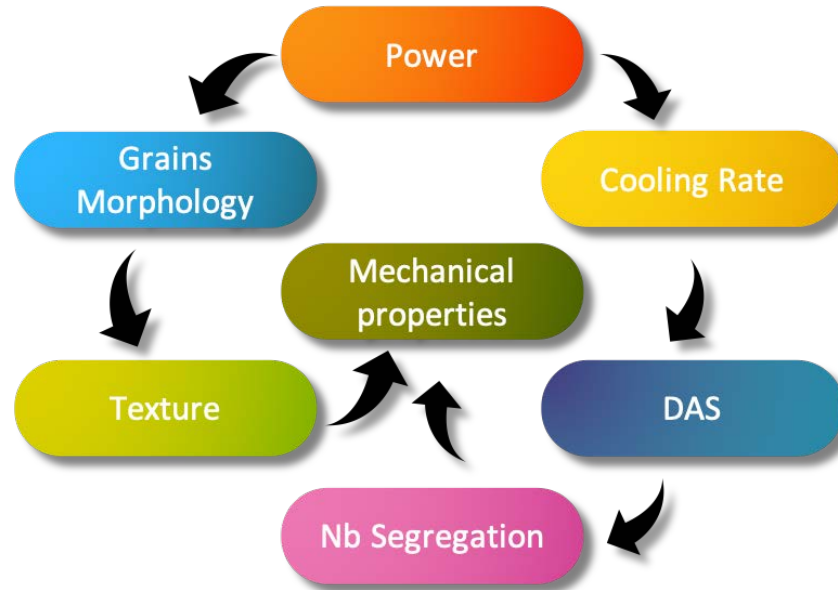 Power
Grains
Morphology
Cooling Rate
Mechanical
properties
Texture
DAS
Nb Segregation